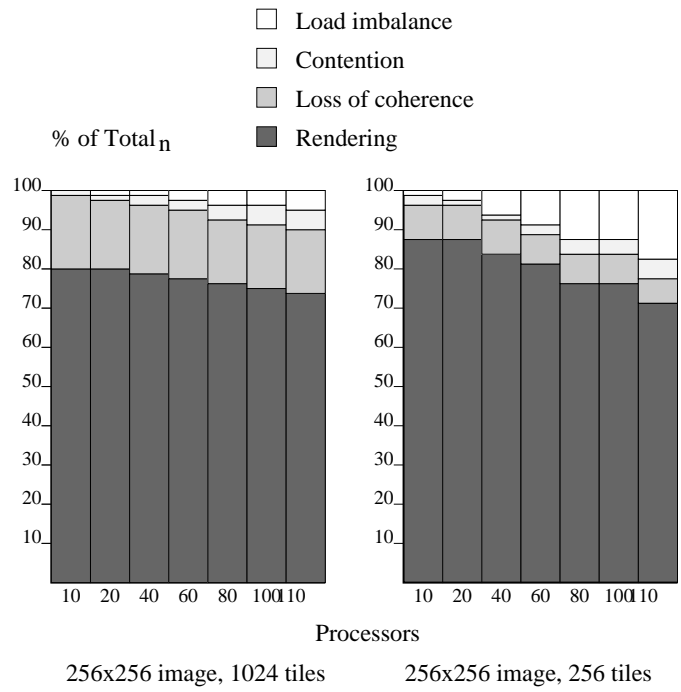 Load imbalance
Contention
Loss of coherence
% of Total n
Rendering
100
90
80
70
60
50
40
30
20
10
10 20 40 60 80 100 110
100
90
80
70
60
50
40
30
20
10
10 20 40 60 80 100 110
Processors
256x256 image, 1024 tiles
256x256 image, 256 tiles